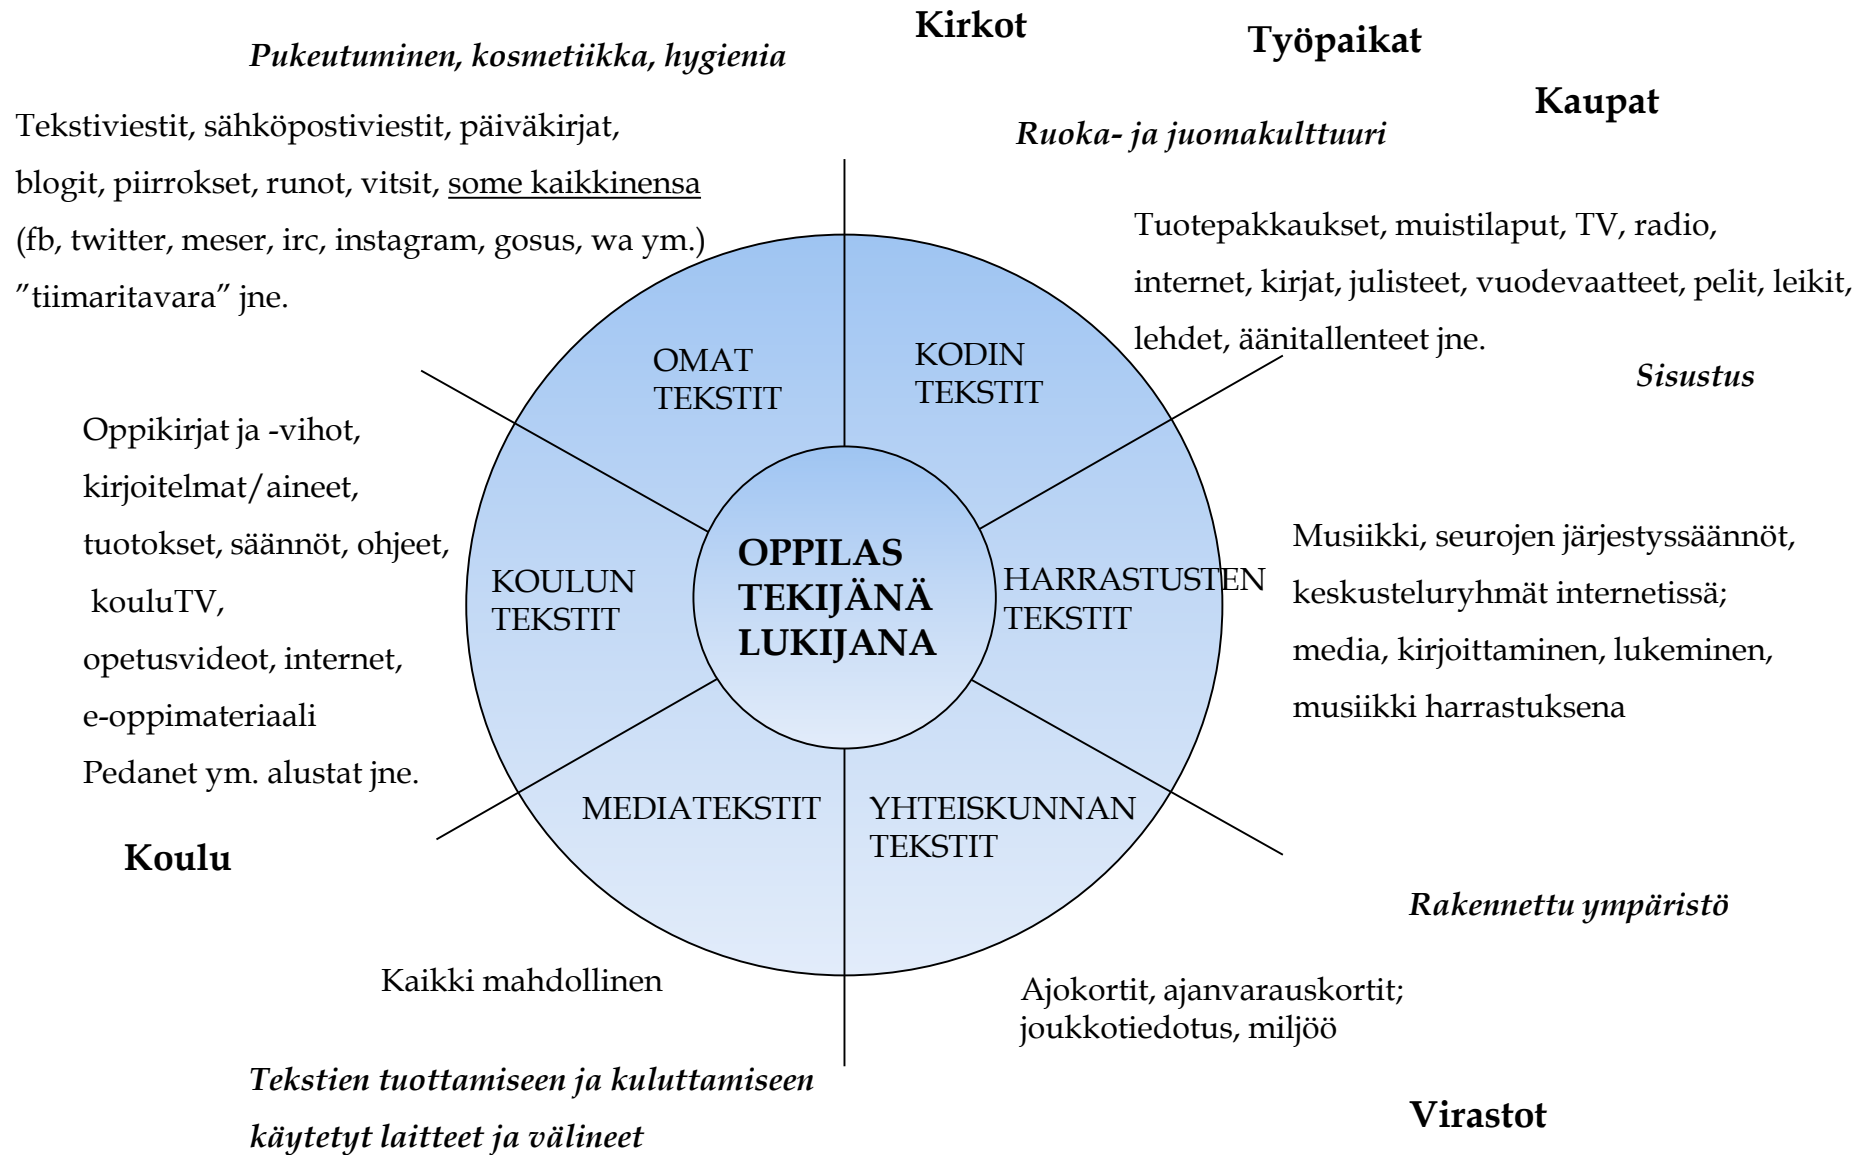 Kirkot
Työpaikat
Pukeutuminen, kosmetiikka, hygienia
Kaupat
Tekstiviestit, sähköpostiviestit, päiväkirjat,
blogit, piirrokset, runot, vitsit, some kaikkinensa
(fb, twitter, meser, irc, instagram, gosus, wa ym.)
”tiimaritavara” jne.
Ruoka- ja juomakulttuuri
Tuotepakkaukset, muistilaput, TV, radio,
internet, kirjat, julisteet, vuodevaatteet, pelit, leikit,
lehdet, äänitallenteet jne.
Sisustus
OMAT
TEKSTIT
KODIN
TEKSTIT
Oppikirjat ja -vihot,
kirjoitelmat/aineet,
tuotokset, säännöt, ohjeet,
kouluTV,
opetusvideot, internet,
e-oppimateriaali
Pedanet ym. alustat jne.
KOULUN
TEKSTIT
OPPILAS
TEKIJÄNÄ
LUKIJANA
HARRASTUSTEN
TEKSTIT
Musiikki, seurojen järjestyssäännöt,
keskusteluryhmät internetissä;
media, kirjoittaminen, lukeminen,
musiikki harrastuksena
MEDIATEKSTIT
YHTEISKUNNAN
TEKSTIT
Koulu
Rakennettu ympäristö
Kaikki mahdollinen
Ajokortit, ajanvarauskortit;
joukkotiedotus, miljöö
Tekstien tuottamiseen ja kuluttamiseen
käytetyt laitteet ja välineet
Virastot